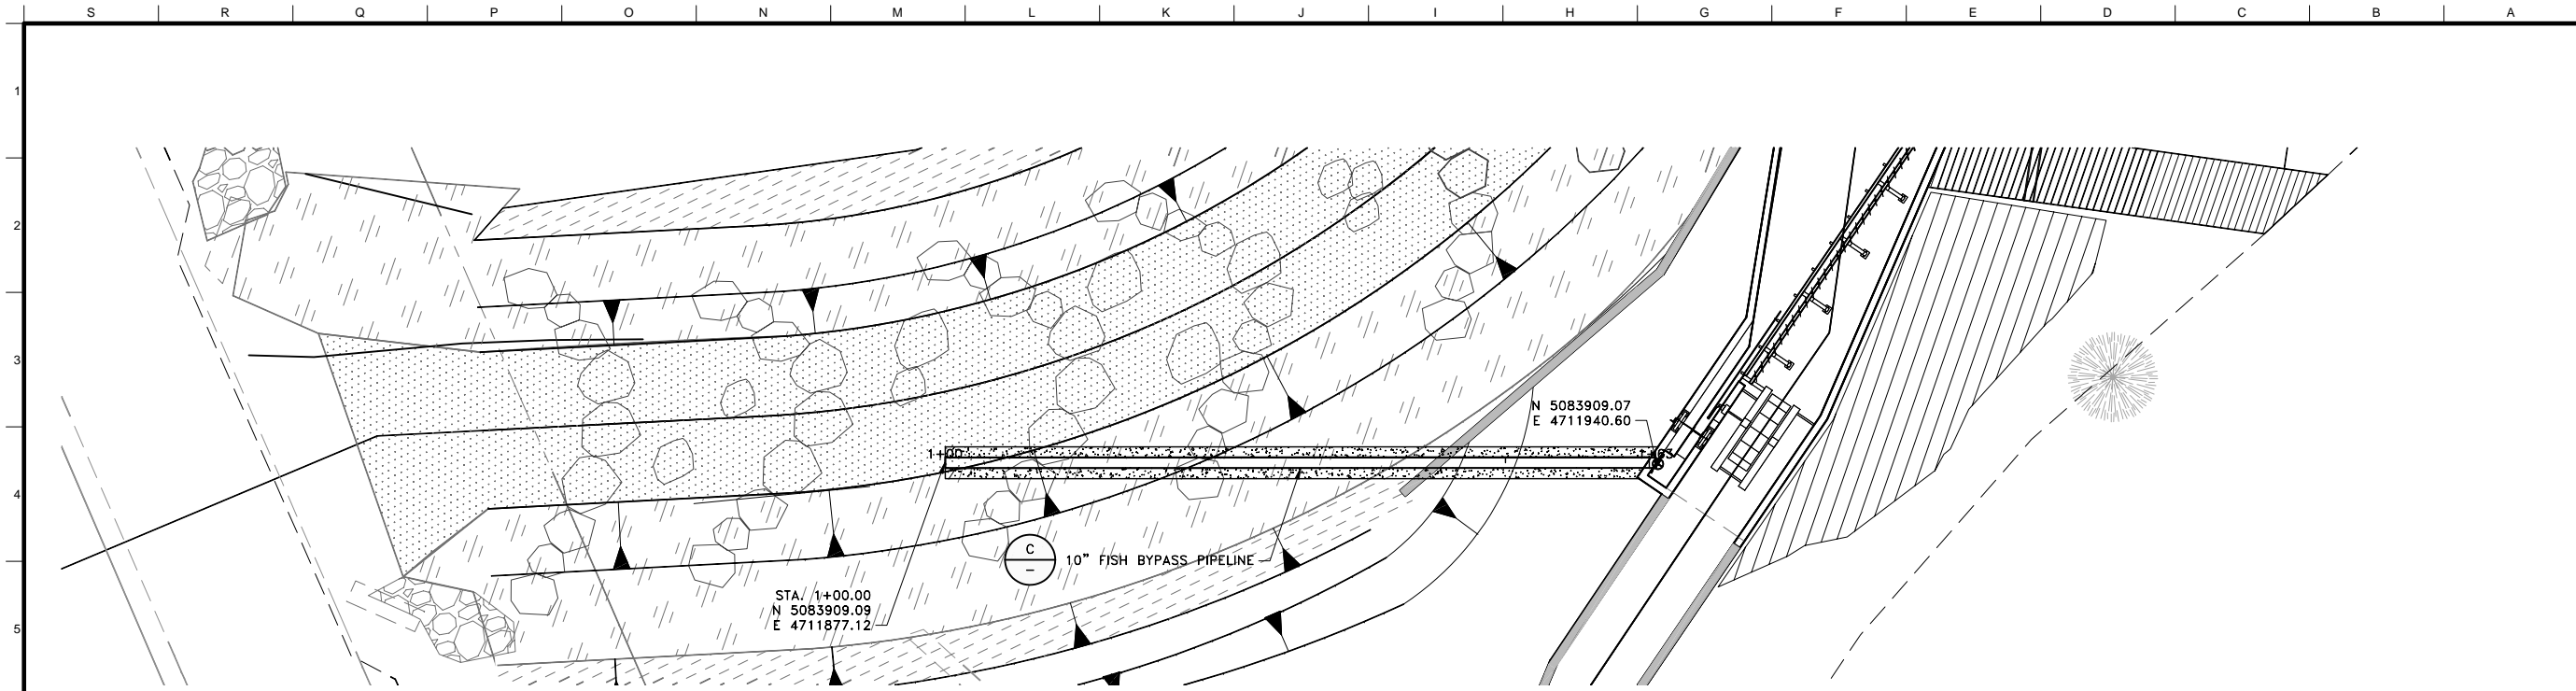 S R Q P O N M L K J I H G F E D C B A
1
2
3
N 5083909.07
E 4711940.60
1+00
4
C
–
10" FISH BYPASS PIPELINE
STA. 1+00.00
N 5083909.09
E 4711877.12
5